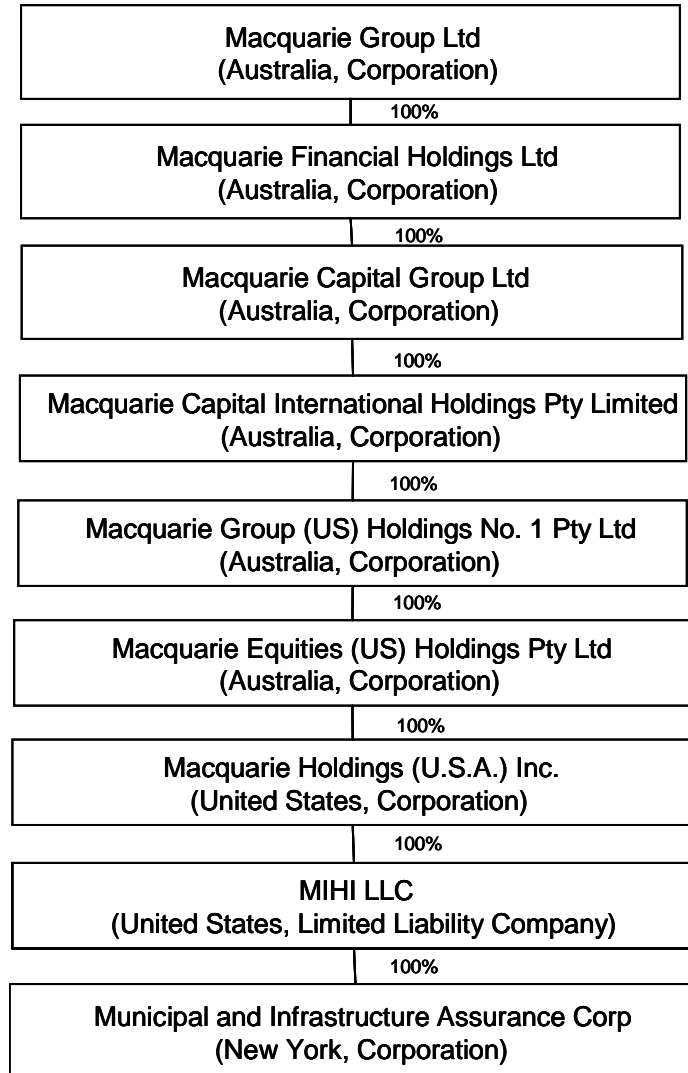 Macquarie Group Ltd
(Australia, Corporation)
100%
Macquarie Financial Holdings Ltd
(Australia, Corporation)
100%
Macquarie Capital Group Ltd
(Australia, Corporation)
100%
Macquarie Capital International Holdings Pty Limited
(Australia, Corporation)
100%
Macquarie Group (US) Holdings No. 1 Pty Ltd
(Australia, Corporation)
100%
Macquarie Equities (US) Holdings Pty Ltd
(Australia, Corporation)
100%
Macquarie Holdings (U.S.A.) Inc.
(United States, Corporation)
100%
MIHI LLC
(United States, Limited Liability Company)
100%
Municipal and Infrastructure Assurance Corp
(New York, Corporation)